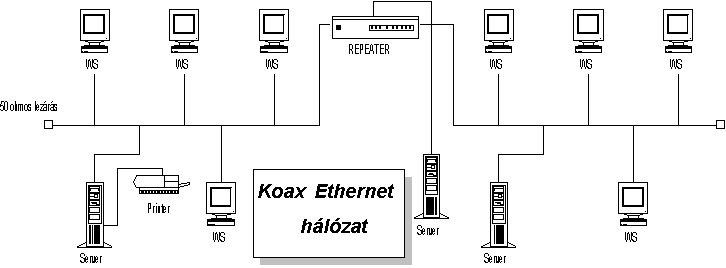 WS WS WS REPEATER WS WS WS
50 ohmos lezárás
Koax Ethernet
hálózat
Printer WS Server WS
Server Server